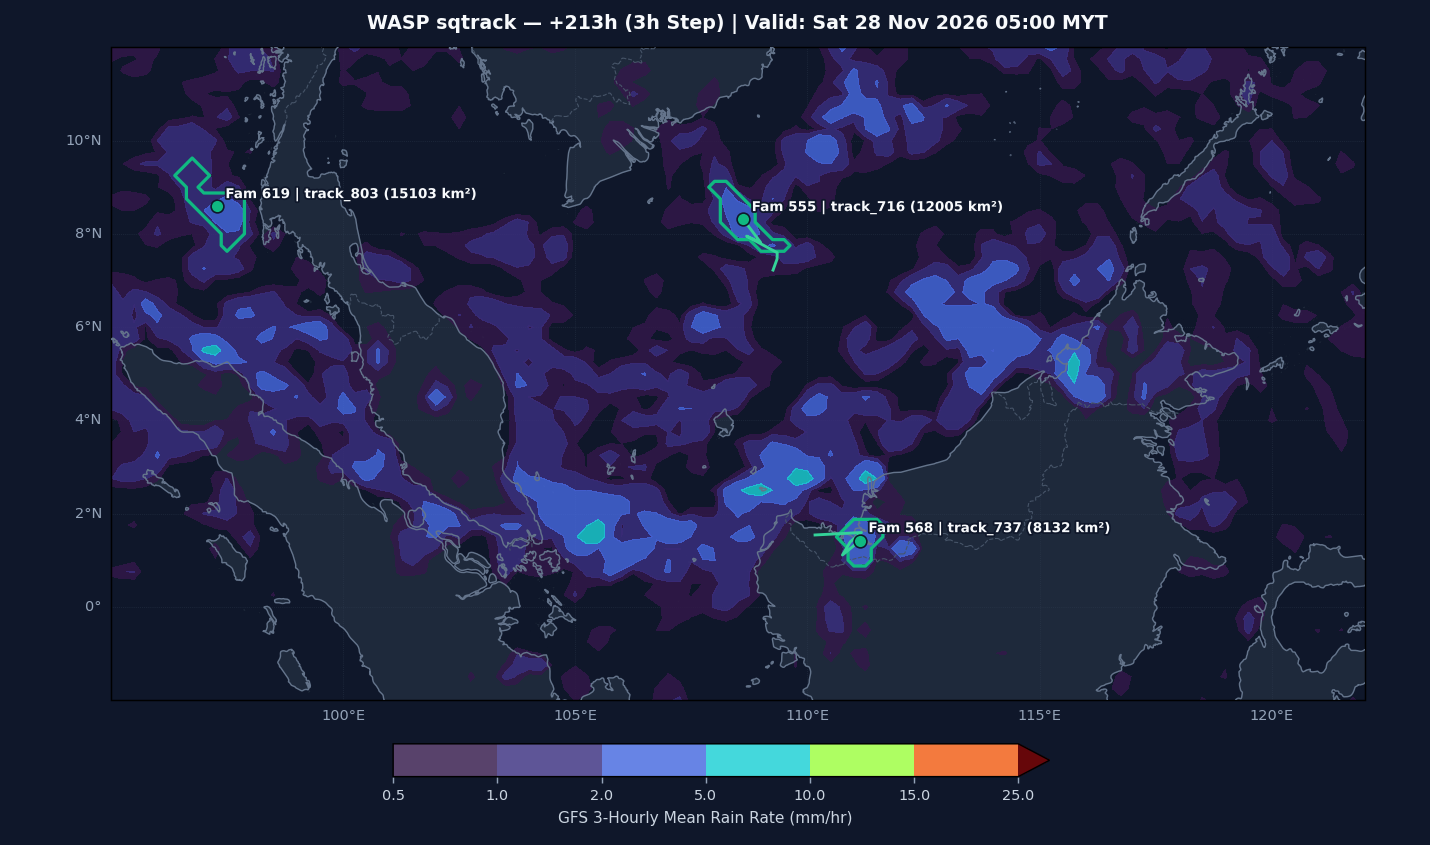 WASP sqtrack — +213h (3h Step) | Valid: Sat 28 Nov 2026 05:00 MYT
10°N
Fam 619 | track_803 (15103 km²)
Fam 555 | track_716 (12005 km²)
8°N
6°N
4°N
2°N
Fam 568 | track_737 (8132 km²)
0°
100°E 105°E 110°E 115°E 120°E
0.5 1.0 2.0 5.0 10.0 15.0 25.0
GFS 3-Hourly Mean Rain Rate (mm/hr)